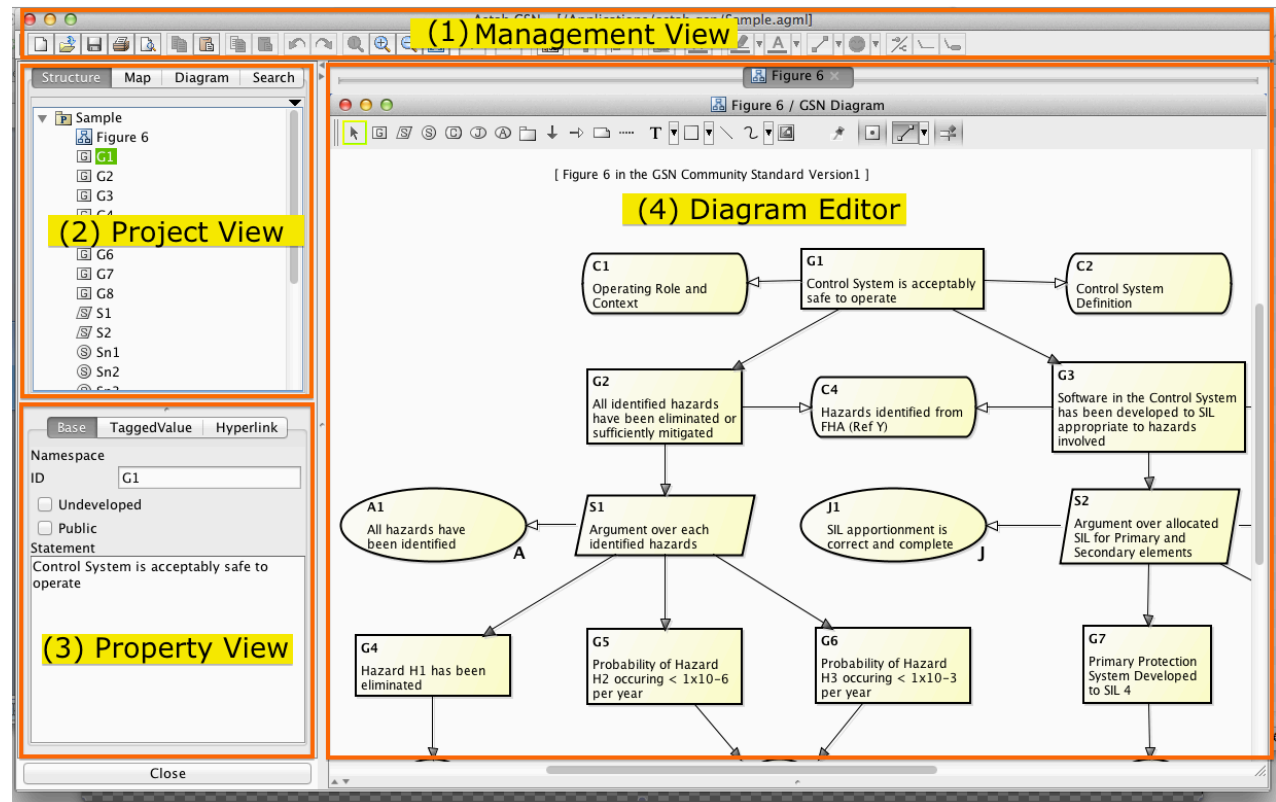 Astah GSN - [/Applications/astah gsn/Sample.agml]
(1) Management View
Structure Map Diagram Search
Sample
Figure 6
G1
G2
G3
(2) Project View
G6
G7
G8
S1
S2
Sn1
Sn2
Base TaggedValue Hyperlink
Namespace
ID G1
Undeveloped
Public
Statement
Control System is acceptably safe to
operate
(3) Property View
Close
Figure 6
Figure 6 / GSN Diagram
T
[ Figure 6 in the GSN Community Standard Version1 ]
(4) Diagram Editor
C1
Operating Role and
Context
G1
Control System is acceptably
safe to operate
C2
Control System
Definition
G2
All identified hazards
have been eliminated or
sufficiently mitigated
C4
Hazards identified from
FHA (Ref Y)
G3
Software in the Control System
has been developed to SIL
appropriate to hazards
involved
A1
All hazards have
been identified
A
S1
Argument over each
identified hazards
J1
SIL apportionment is
correct and complete
J
S2
Argument over allocated
SIL for Primary and
Secondary elements
G4
Hazard H1 has been
eliminated
G5
Probability of Hazard
H2 occuring < 1x10-6
per year
G6
Probability of Hazard
H3 occuring < 1x10-3
per year
G7
Primary Protection
System Developed
to SIL 4